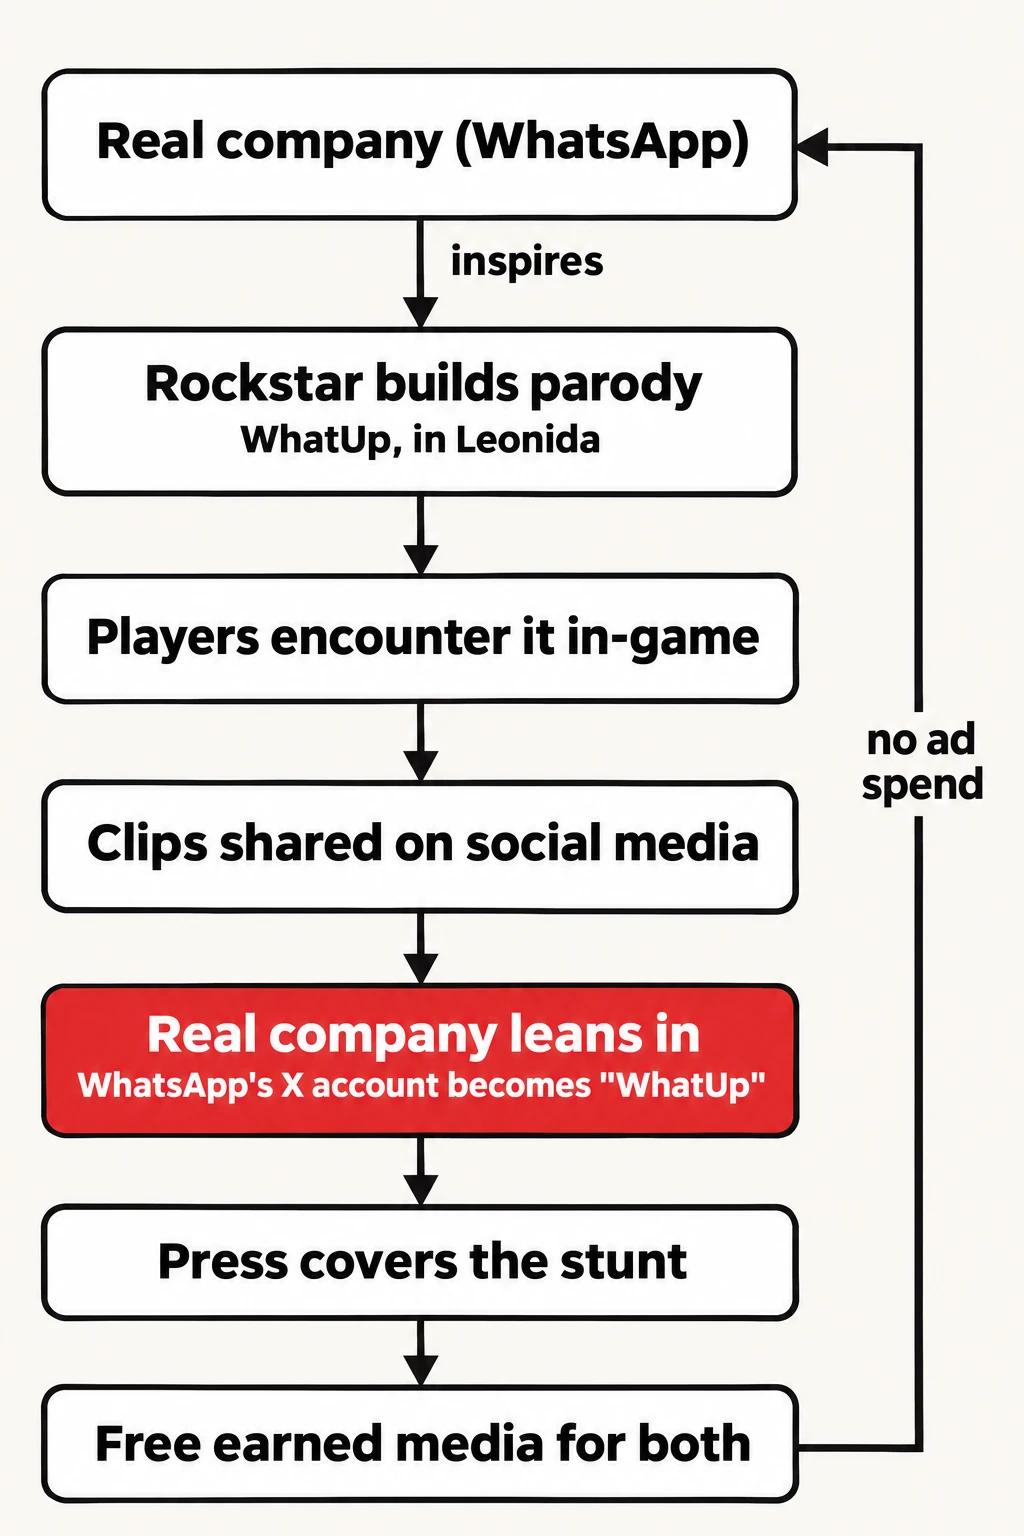 Real company (WhatsApp)
inspires
Rockstar builds parody
WhatUp, in Leonida
Players encounter it in-game
Clips shared on social media
no ad
spend
Real company leans in
WhatsApp's X account becomes "WhatUp"
Press covers the stunt
Free earned media for both